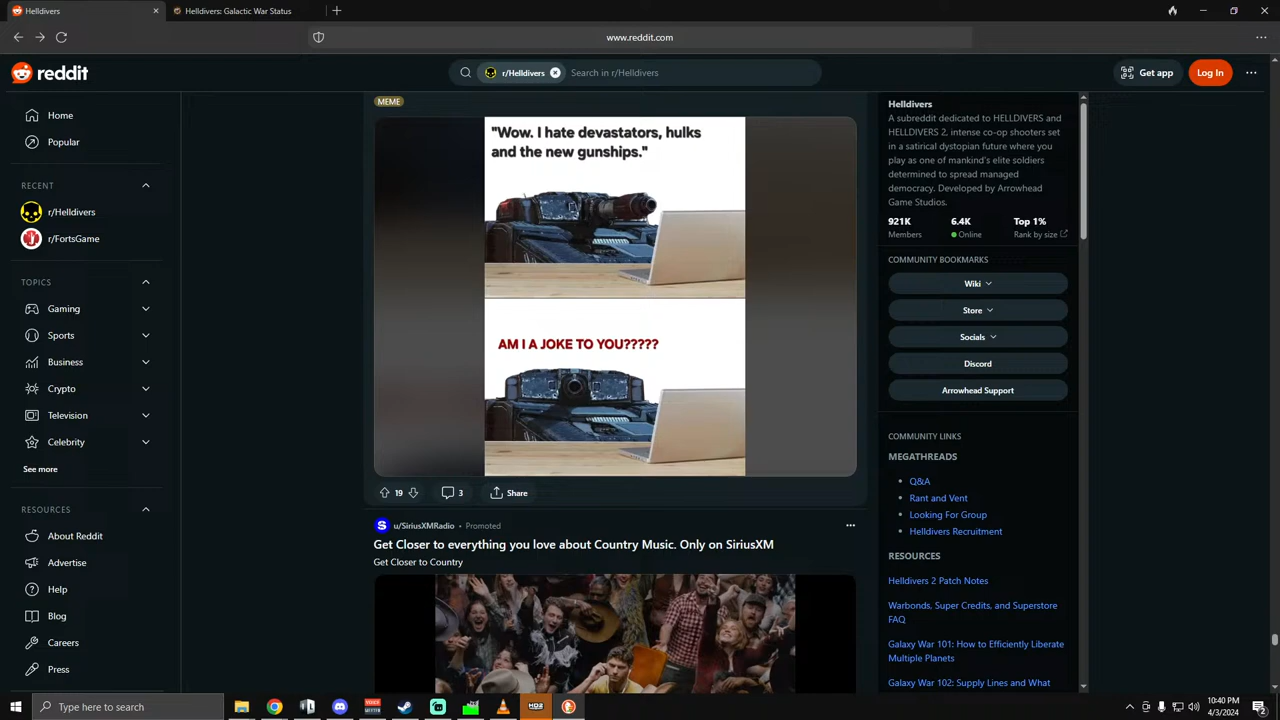 Helldivers
Helldivers: Galactic War Status
www.reddit.com
reddit
r/Helldivers
Search in r/Helldivers
Get app
Log In
Home
Popular
RECENT
r/Helldivers
r/FortsGame
TOPICS
Gaming
Sports
Business
Crypto
Television
Celebrity
See more
RESOURCES
About Reddit
Advertise
Help
Blog
Careers
Press
MEME
"Wow. I hate devastators, hulks
and the new gunships."
AM I A JOKE TO YOU?????
19
3
Share
u/SiriusXMRadio • Promoted
Get Closer to everything you love about Country Music. Only on SiriusXM
Get Closer to Country
Helldivers
A subreddit dedicated to HELLDIVERS and
HELLDIVERS 2, intense co-op shooters set
in a satirical dystopian future where you
play as one of mankind's elite soldiers
determined to spread managed
democracy. Developed by Arrowhead
Game Studios.
921K 6.4K Top 1%
Members Online Rank by size
COMMUNITY BOOKMARKS
Wiki
Store
Socials
Discord
Arrowhead Support
COMMUNITY LINKS
MEGATHREADS
Q&A
Rant and Vent
Looking For Group
Helldivers Recruitment
RESOURCES
Helldivers 2 Patch Notes
Warbonds, Super Credits, and Superstore
FAQ
Galaxy War 101: How to Efficiently Liberate
Multiple Planets
Galaxy War 102: Supply Lines and What
Type here to search
VOICE
MEETER
HD2
10:40 PM
4/3/2024
2